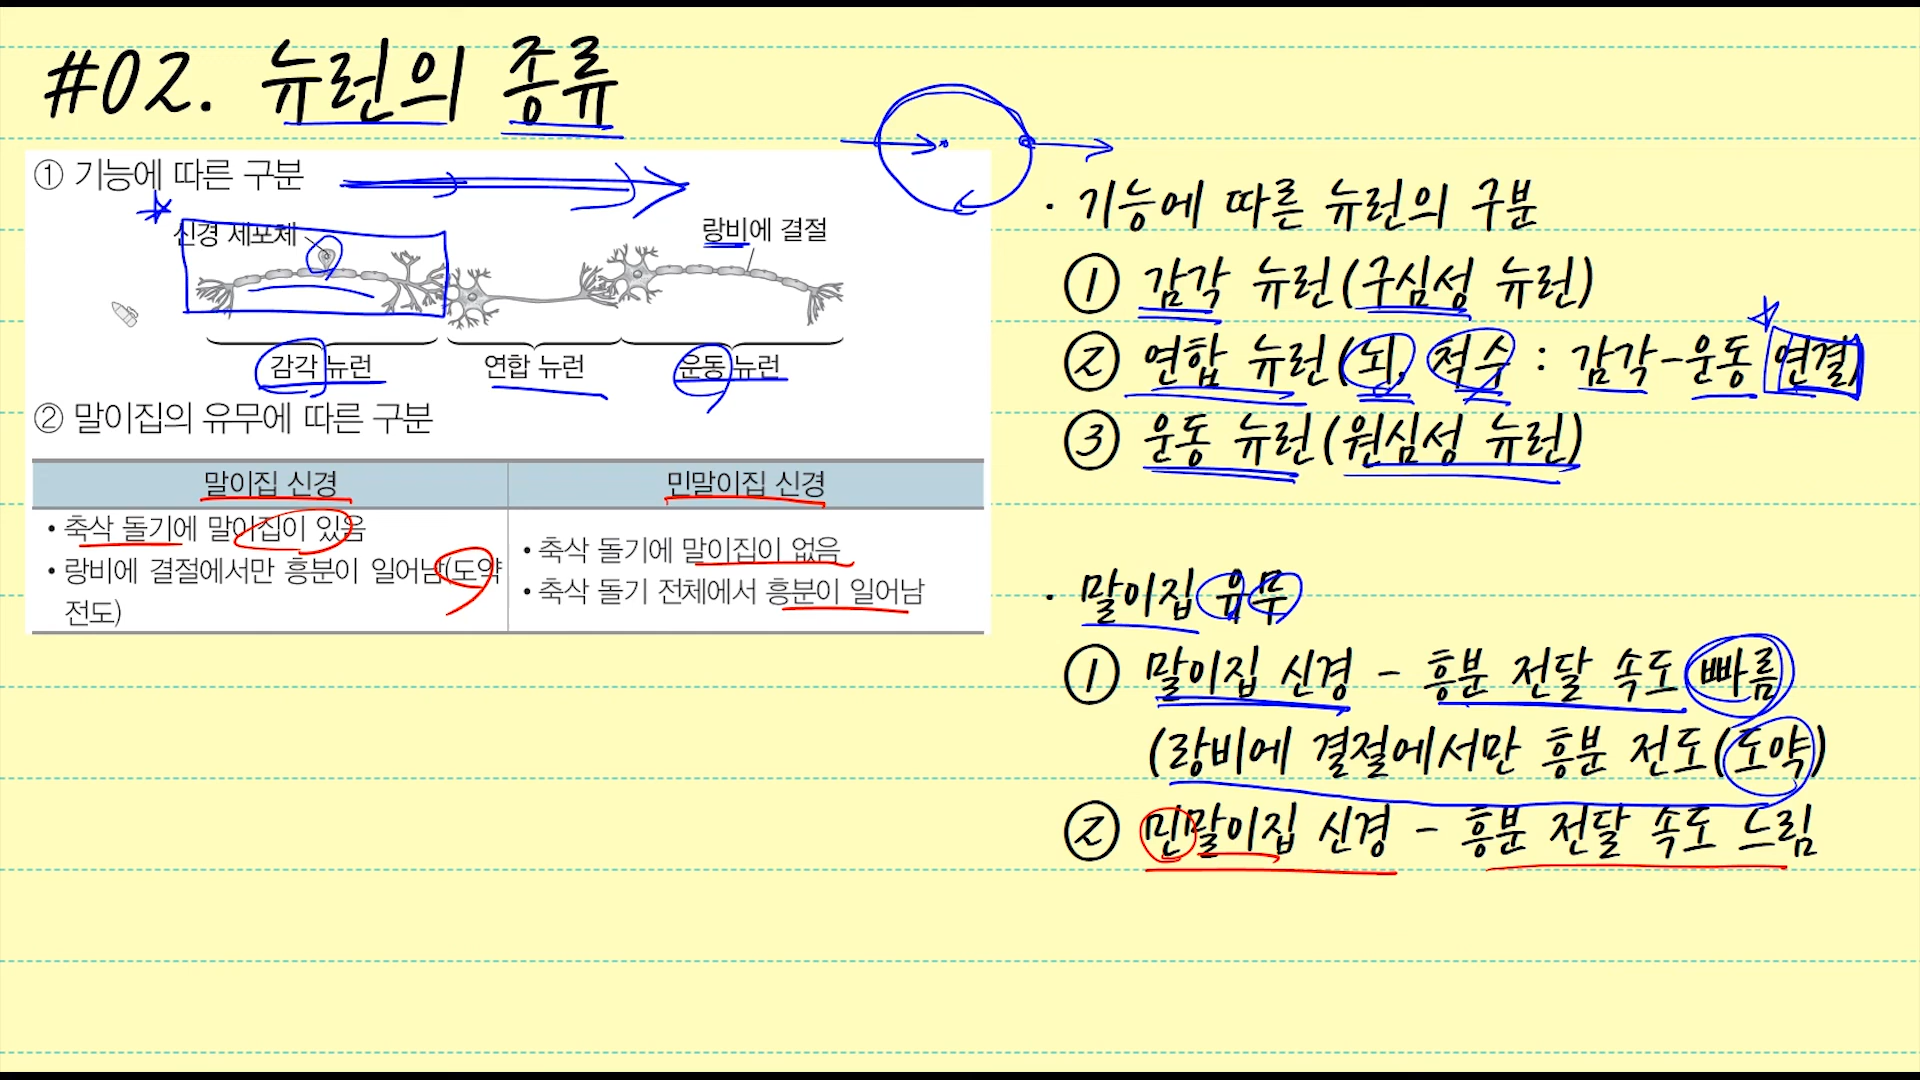 #02. 뉴런의 종류
① 기능에 따른 구분
신경 세포체
랑비에 결절
감각 뉴런
연합 뉴런
운동 뉴런
② 말이집의 유무에 따른 구분
말이집 신경
• 축삭 돌기에 말이집이 있음
• 랑비에 결절에서만 흥분이 일어남(도약
전도)
민말이집 신경
• 축삭 돌기에 말이집이 없음
• 축삭 돌기 전체에서 흥분이 일어남
· 기능에 따른 뉴런의 구분
① 감각 뉴런(구심성 뉴런)
② 연합 뉴런(뇌, 척수 : 감각-운동 연결)
③ 운동 뉴런(원심성 뉴런)
· 말이집 유무
① 말이집 신경 - 흥분 전달 속도 빠름
(랑비에 결절에서만 흥분 전도(도약)
② 민말이집 신경 - 흥분 전달 속도 드림